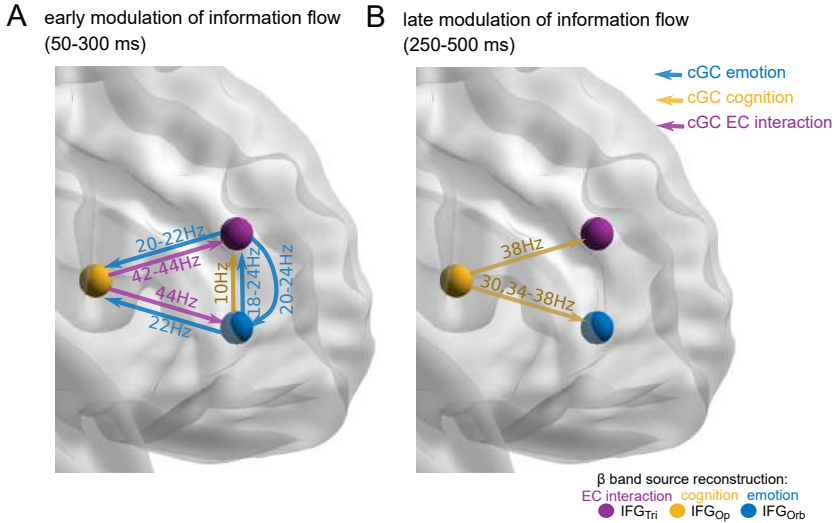 A early modulation of information flow
(50-300 ms)
B late modulation of information flow
(250-500 ms)
cGC emotion
cGC cognition
cGC EC interaction
20-22Hz
42-44Hz
44Hz
22Hz
10Hz
18-24Hz
20-24Hz
38Hz
30,34-38Hz
β band source reconstruction:
EC interaction cognition emotion
IFGTri IFGOp IFGOrb